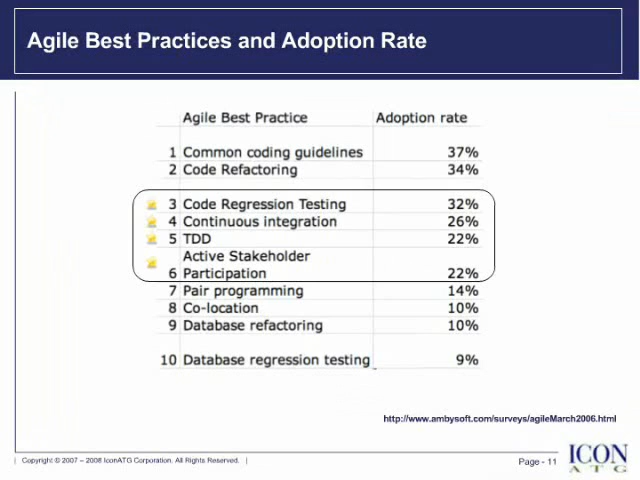 Agile Best Practices and Adoption Rate
Agile Best Practice Adoption rate
1 Common coding guidelines 37%
2 Code Refactoring 34%
3 Code Regression Testing 32%
4 Continuous integration 26%
5 TDD 22%
Active Stakeholder
6 Participation 22%
7 Pair programming 14%
8 Co-location 10%
9 Database refactoring 10%
10 Database regression testing 9%
http://www.ambysoft.com/surveys/agileMarch2006.html
| Copyright © 2007 – 2008 IconATG Corporation. All Rights Reserved. |
Page - 11
ICON
ATG